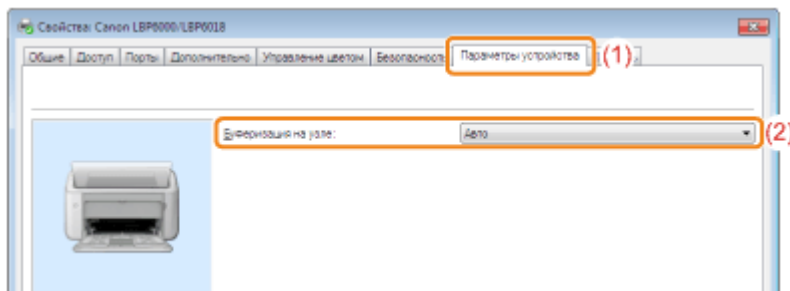 Свойства: Canon LBP6000/LBP6018
Общие Доступ Порты Дополнительно Управление цветом Безопасность Параметры устройства (1)
Буферизация на узле: Авто (2)